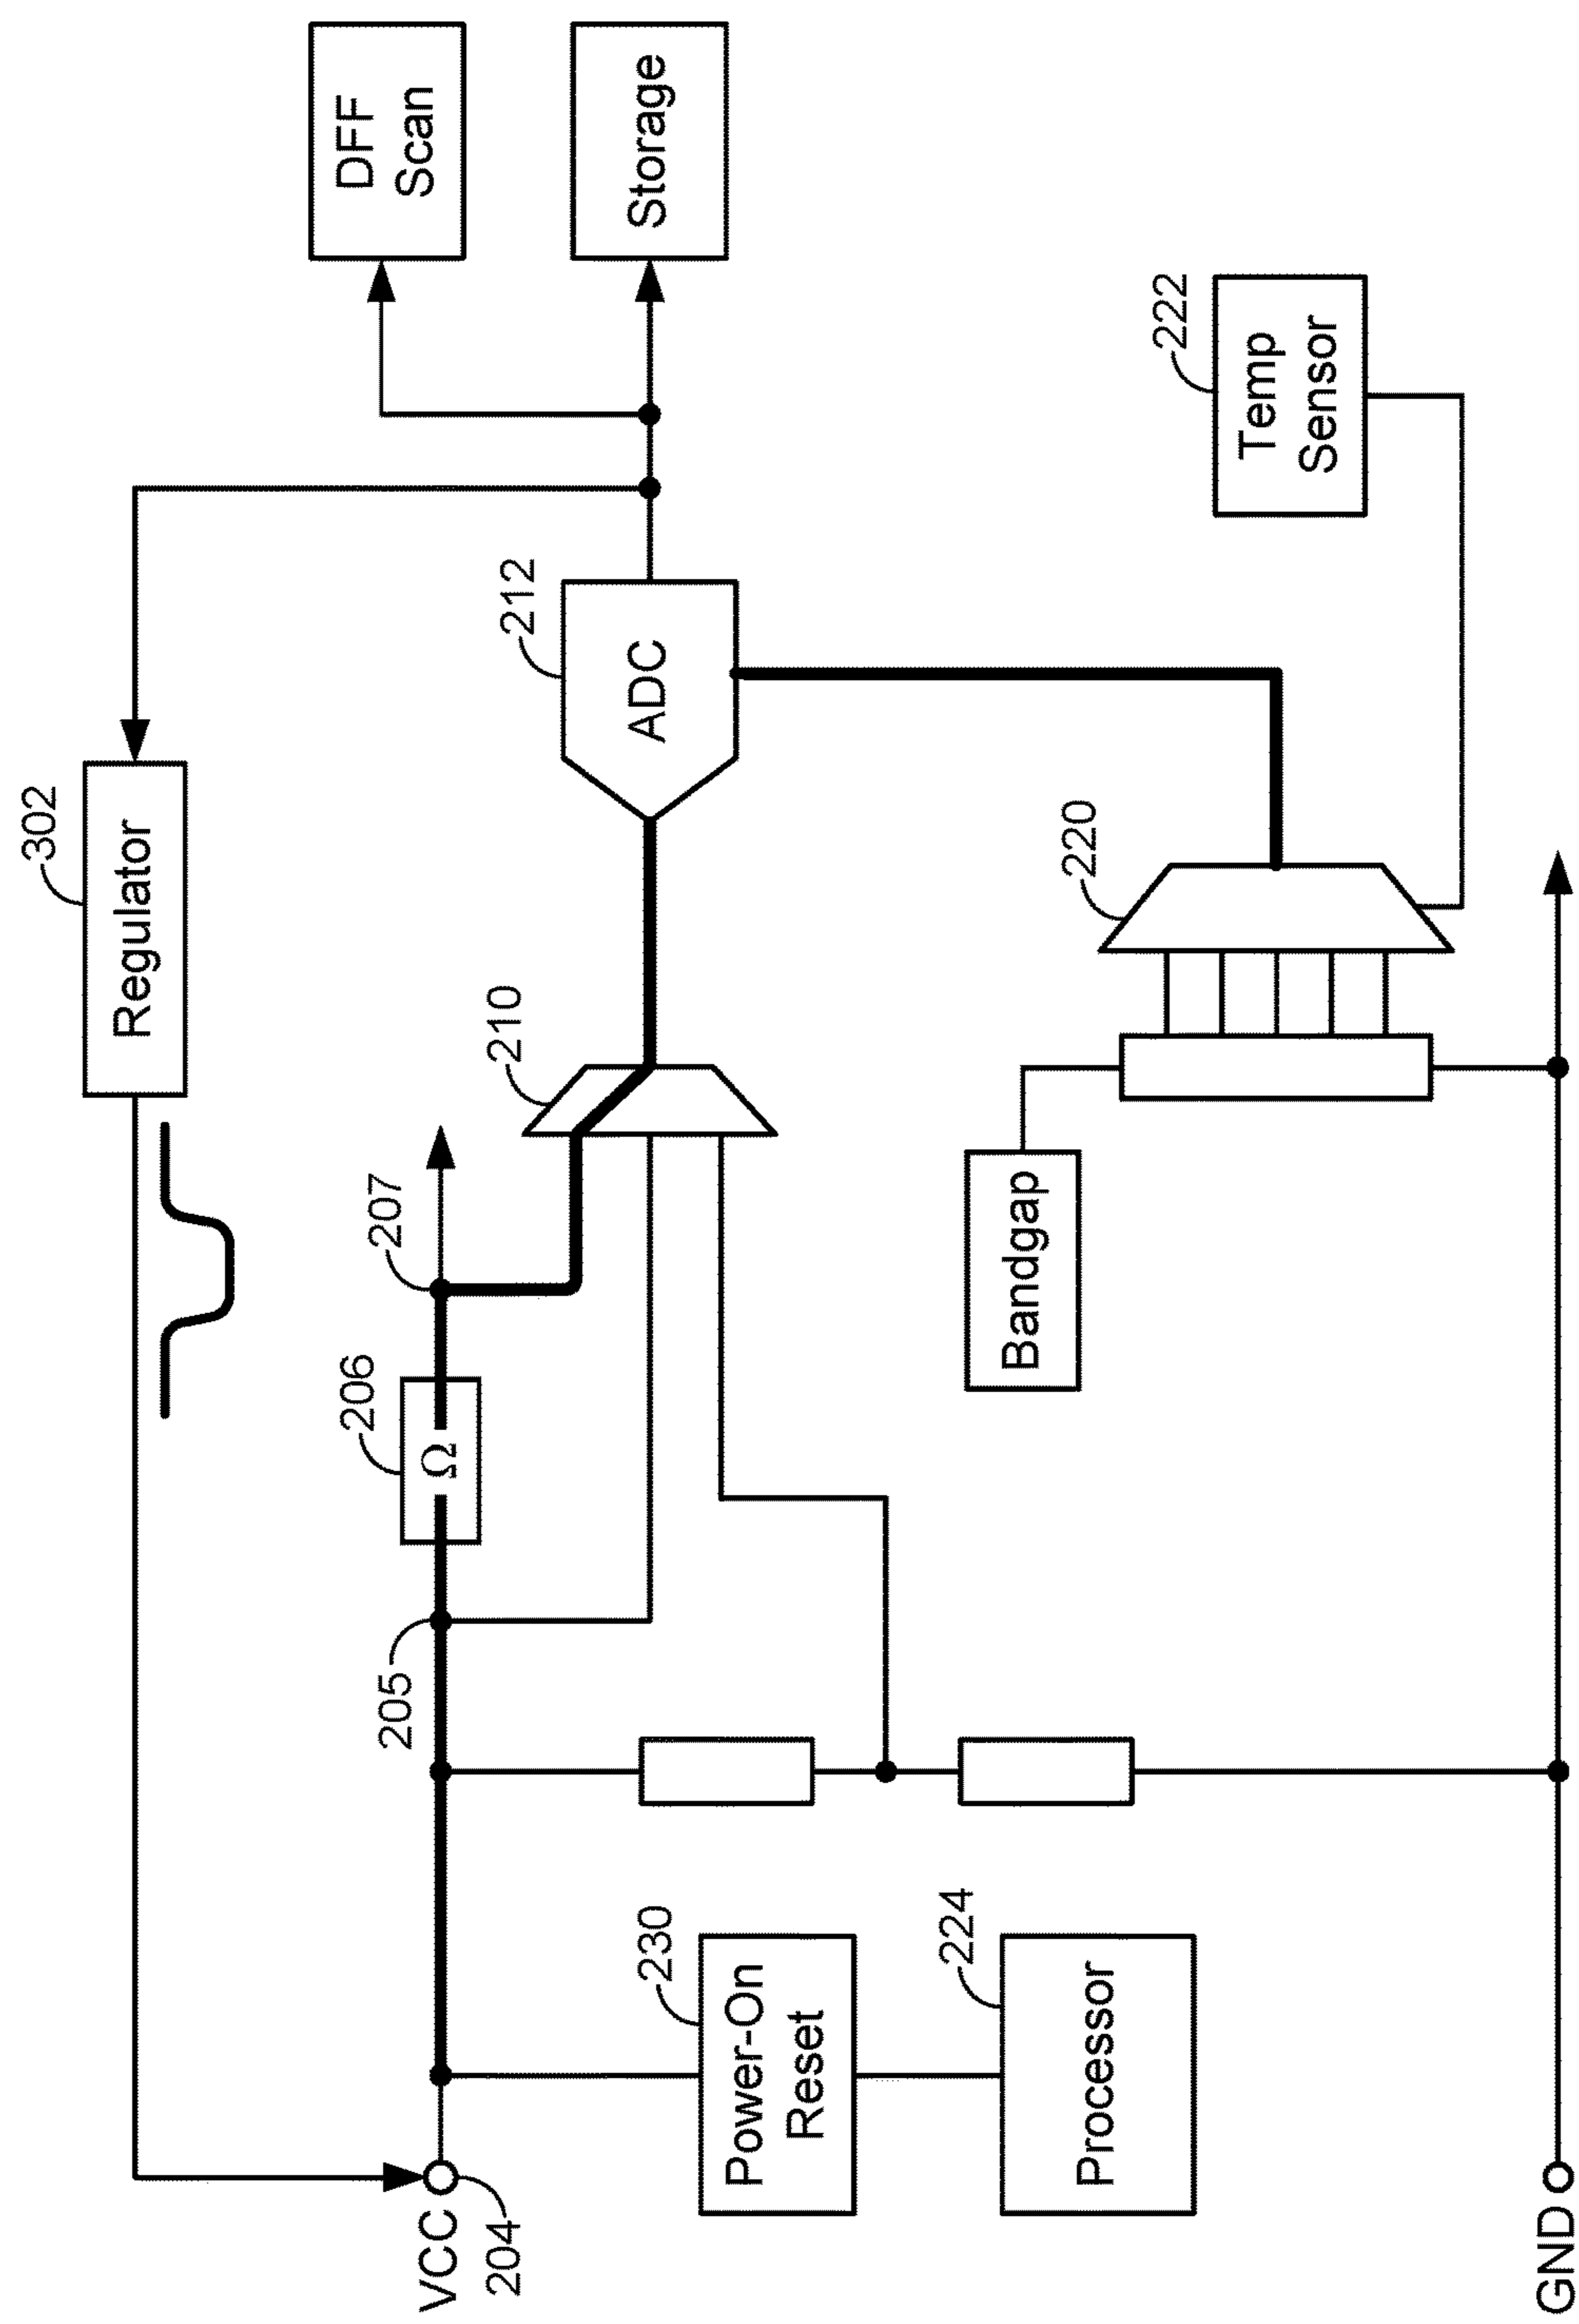 302
Regulator
DFF
Scan
Storage
212
ADC
210
207
206
Ω
205
VCC
204
222
Temp
Sensor
220
Bandgap
230
Power-On
Reset
224
Processor
GND